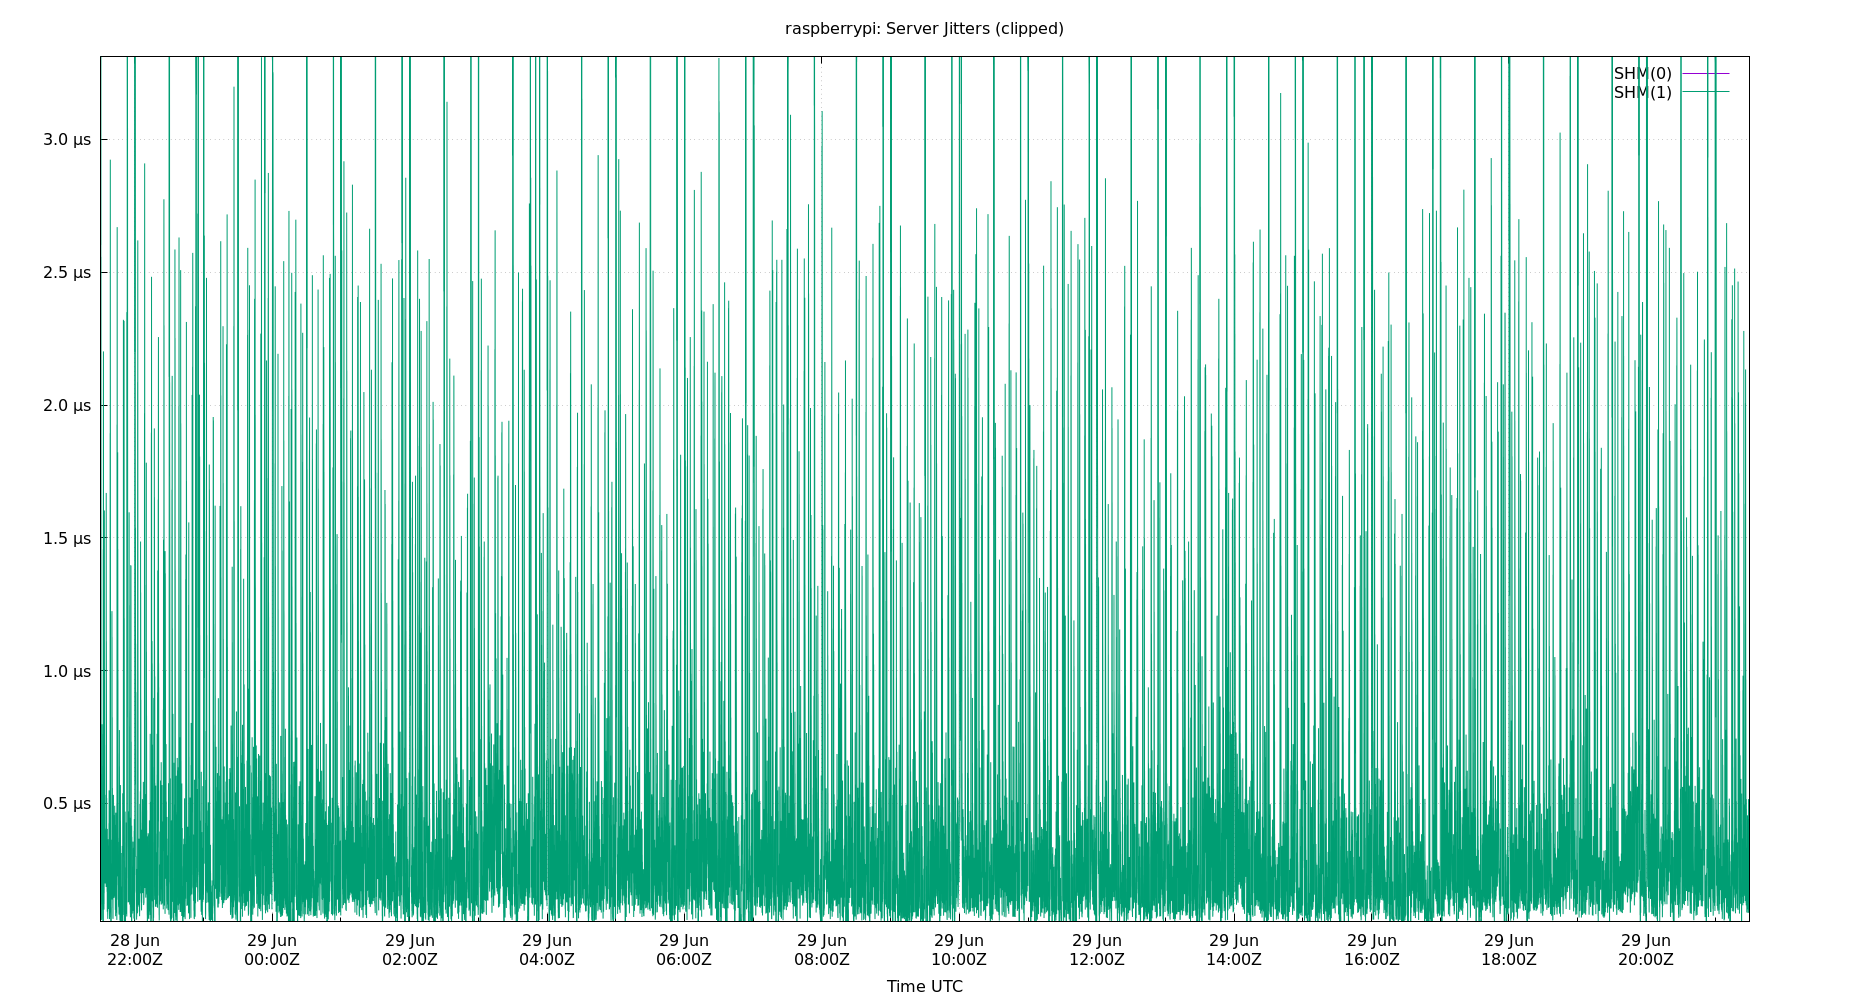 raspberrypi: Server Jitters (clipped)
SHM(0)
SHM(1)
3.0 µs
2.5 µs
2.0 µs
1.5 µs
1.0 µs
0.5 µs
28 Jun 29 Jun 29 Jun 29 Jun 29 Jun 29 Jun 29 Jun 29 Jun 29 Jun 29 Jun 29 Jun 29 Jun
22:00Z 00:00Z 02:00Z 04:00Z 06:00Z 08:00Z 10:00Z 12:00Z 14:00Z 16:00Z 18:00Z 20:00Z
Time UTC